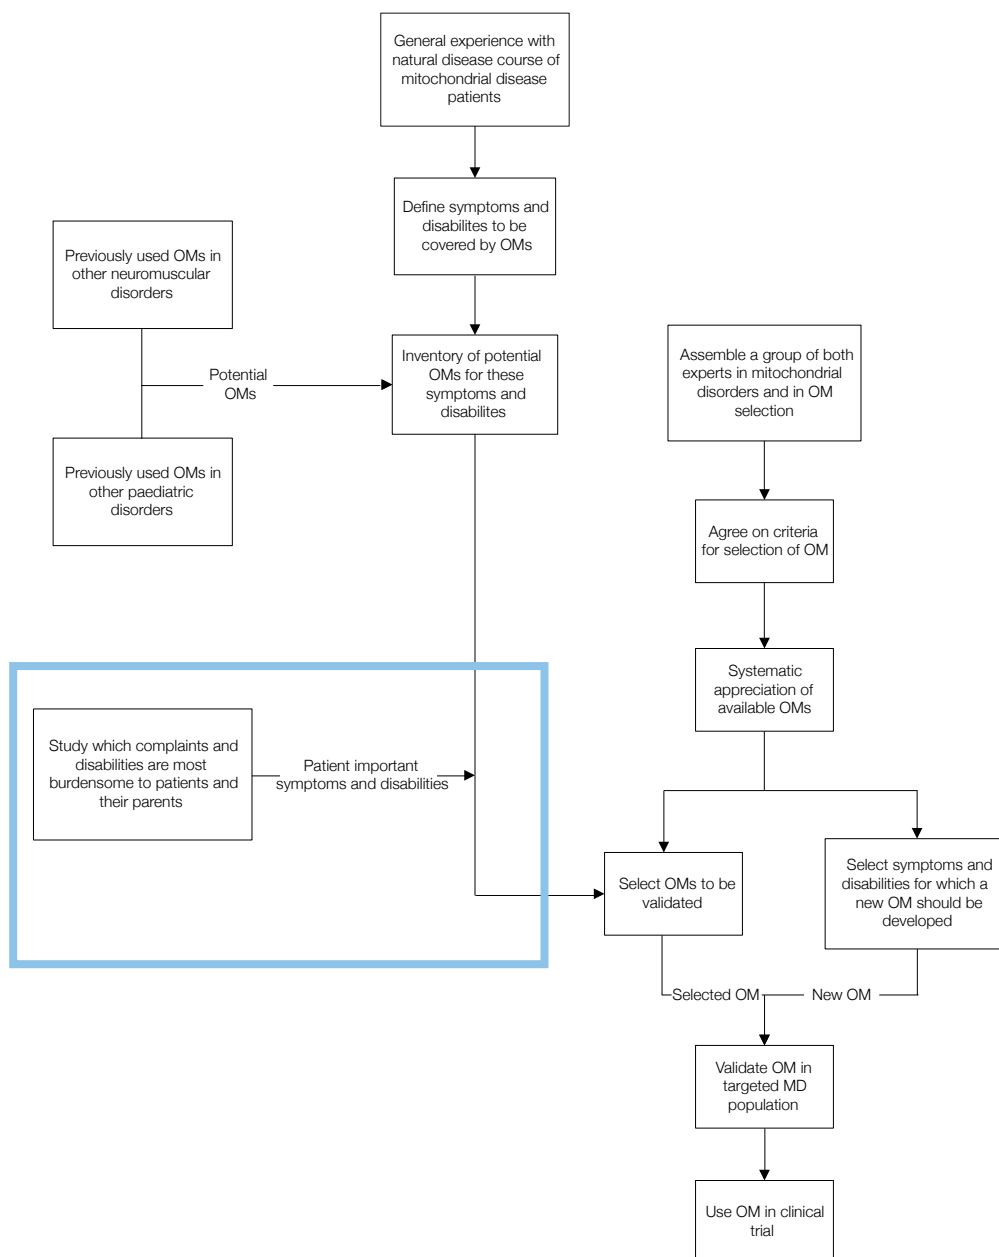 General experience with
natural disease course of
mitochondrial disease
patients
Define symptoms and
disabilites to be
covered by OMs
Previously used OMs in
other neuromuscular
disorders
Inventory of potential
OMs for these
symptoms and
disabilites
Potential
OMs
Previously used OMs in
other paediatric
disorders
Assemble a group of both
experts in mitochondrial
disorders and in OM
selection
Agree on criteria
for selection of OM
Systematic
appreciation of
available OMs
Study which complaints and
disabilities are most
burdensome to patients and
their parents
Patient important
symptoms and disabilities
Select OMs to be
validated
Select symptoms and
disabilities for which a
new OM should be
developed
Selected OM
New OM
Validate OM in
targeted MD
population
Use OM in clinical
trial